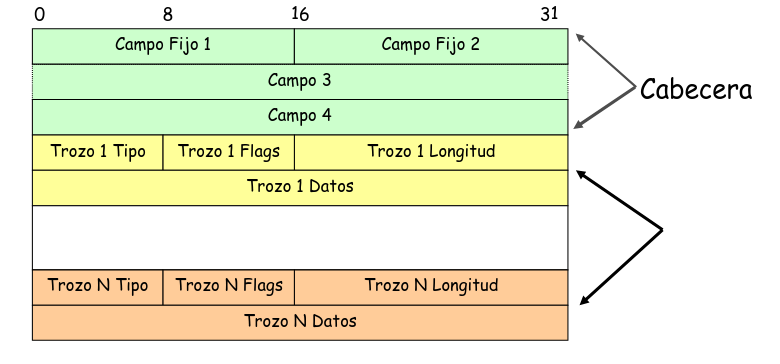 0 8 16 31
Campo Fijo 1 Campo Fijo 2
Campo 3
Cabecera
Campo 4
Trozo 1 Tipo Trozo 1 Flags Trozo 1 Longitud
Trozo 1 Datos
Trozo N Tipo Trozo N Flags Trozo N Longitud
Trozo N Datos